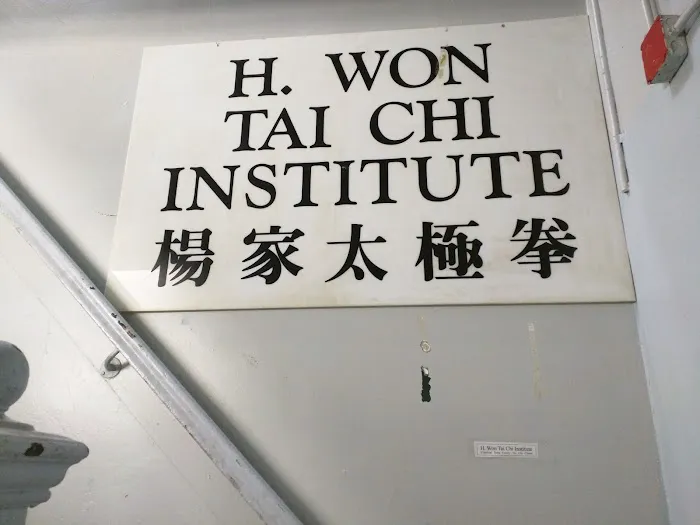 H. WON
TAI CHI
INSTITUTE
楊家太極拳
H. Won Tai Chi Institute